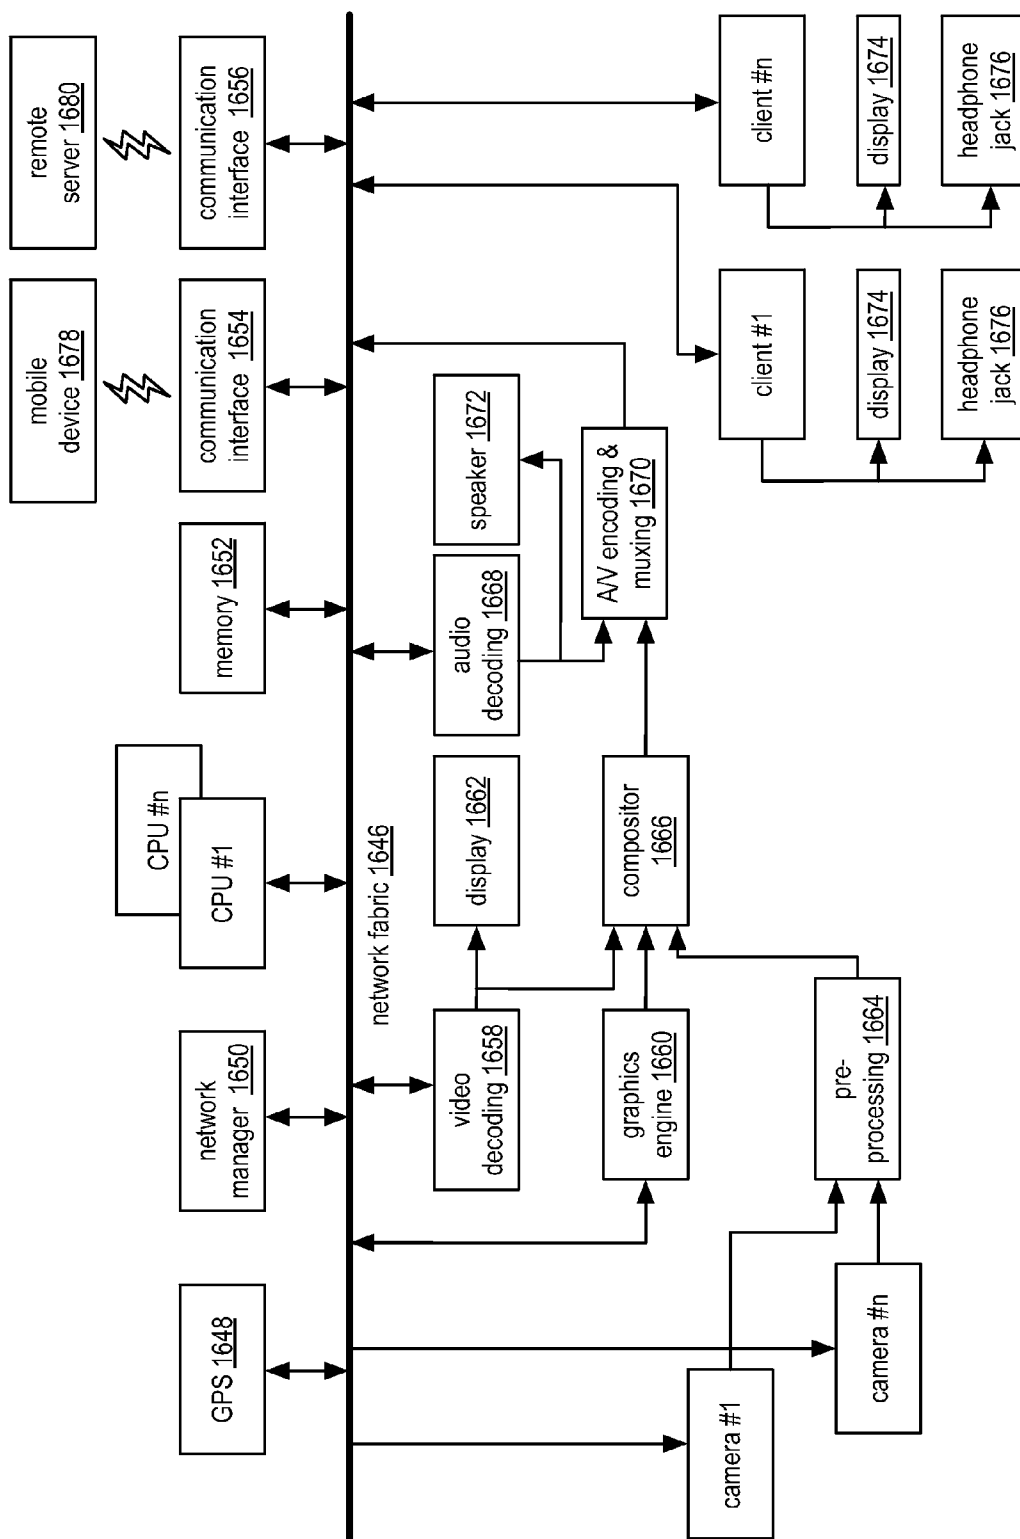 remote
server 1680
mobile
device 1678
communication
interface 1656
communication
interface 1654
memory 1652
CPU #n
CPU #1
network
manager 1650
GPS 1648
network fabric 1646
speaker 1672
audio
decoding 1668
display 1662
video
decoding 1658
A/V encoding &
muxing 1670
compositor
1666
graphics
engine 1660
pre-
processing 1664
camera #1
camera #n
client #1
display 1674
headphone
jack 1676
client #n
display 1674
headphone
jack 1676